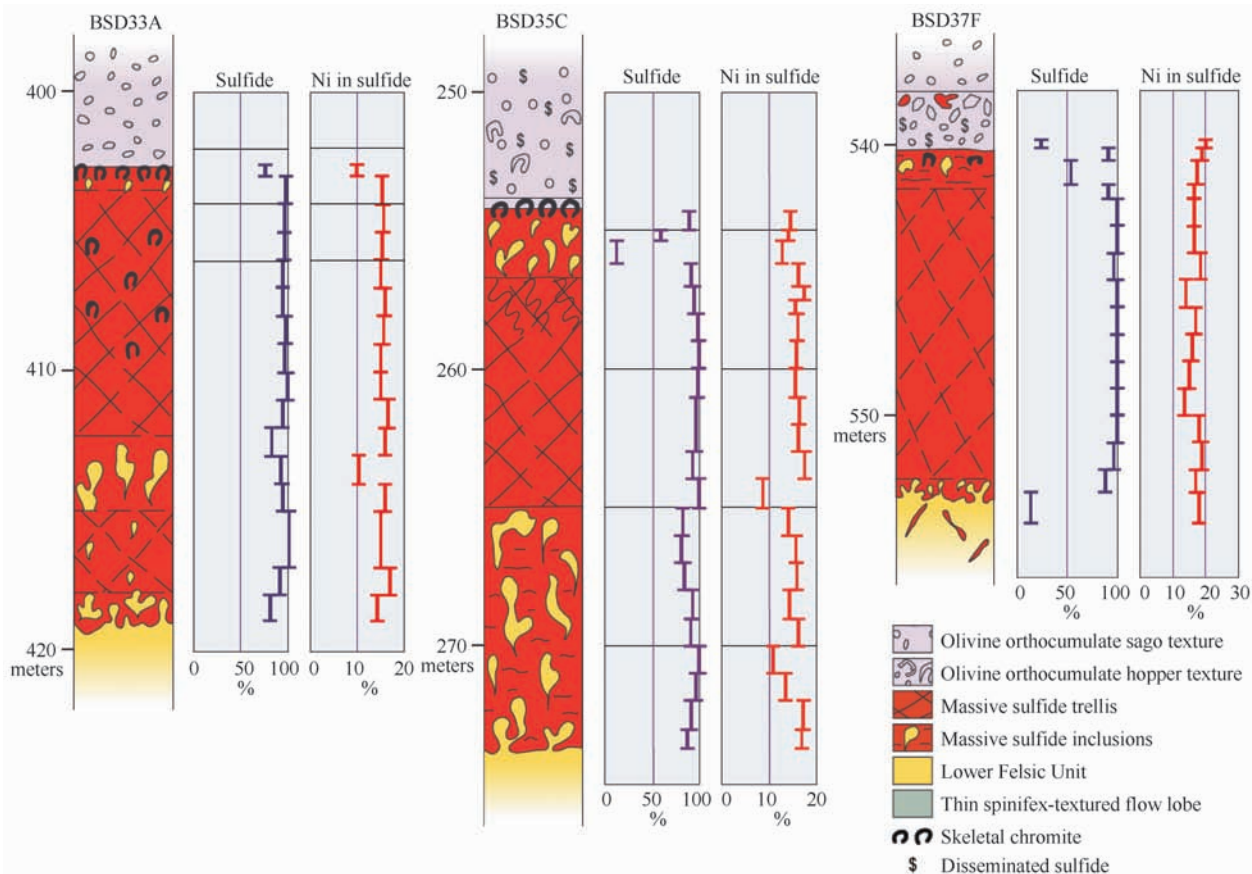 BSD33A
Sulfide
Ni in sulfide
400
410
420
meters
0
50
100
%
0
10
20
%
BSD35C
Sulfide
Ni in sulfide
250
260
270
meters
0
50
100
%
0
10
20
%
BSD37F
Sulfide
Ni in sulfide
$
$
$
$
$
$
$
$
$
540
550
meters
0
50
100
%
0
10
20
30
%
Olivine orthocumulate sago texture
Olivine orthocumulate hopper texture
Massive sulfide trellis
Massive sulfide inclusions
Lower Felsic Unit
Thin spinifex-textured flow lobe
Skeletal chromite
$ Disseminated sulfide